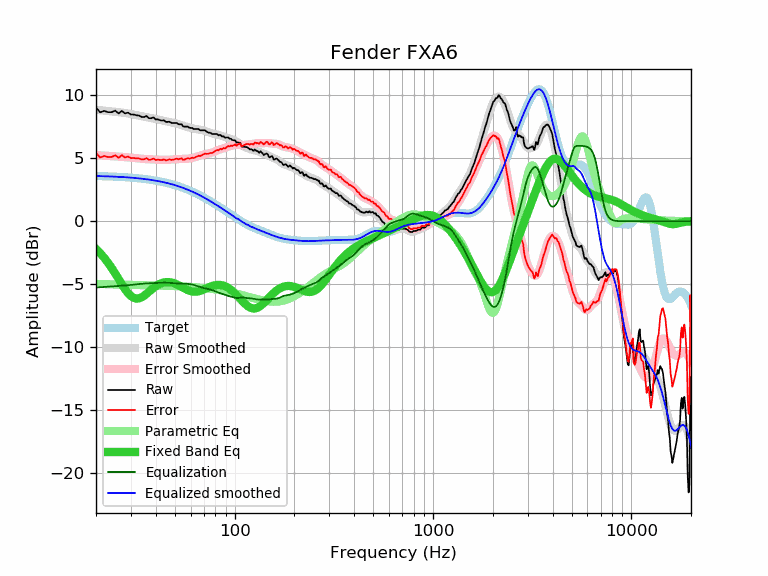 Fender FXA6
Amplitude (dBr)
10
5
0
−5
−10
−15
−20
Target
Raw Smoothed
Error Smoothed
Raw
Error
Parametric Eq
Fixed Band Eq
Equalization
Equalized smoothed
100
1000
10000
Frequency (Hz)